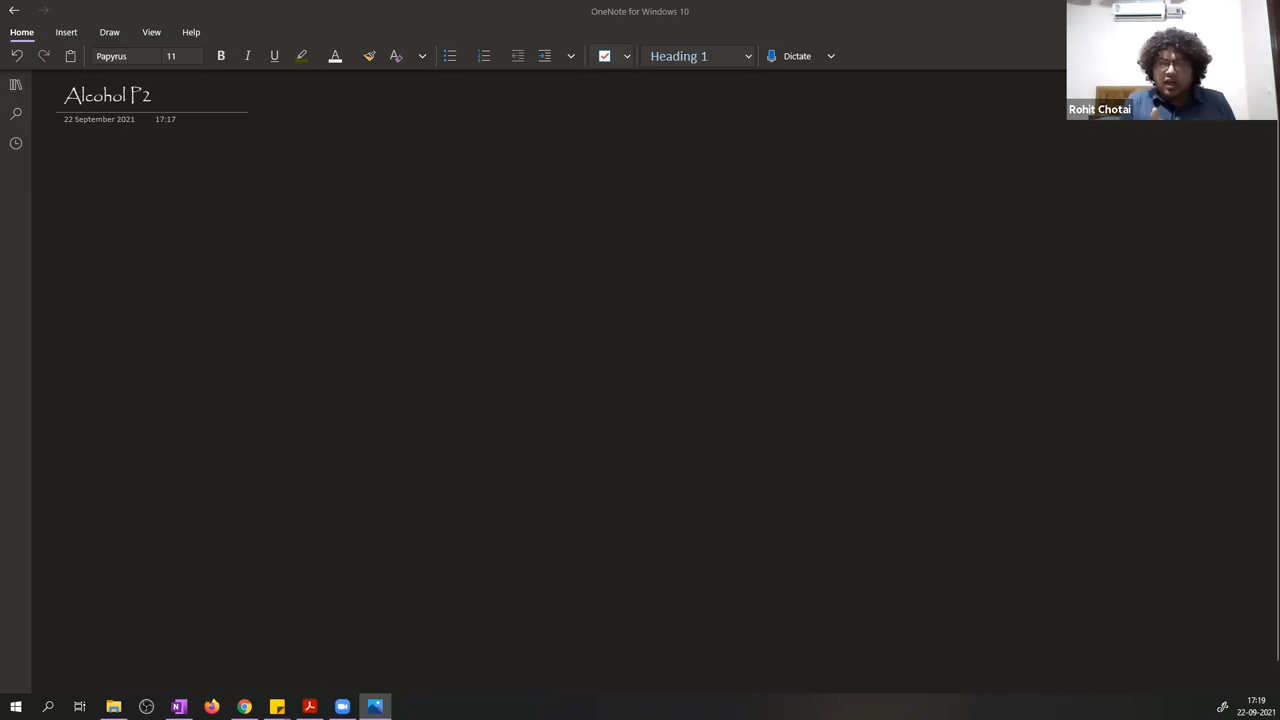 OneNote for Windows 10
Home Insert Draw View Help
Papyrus 11 B I U A Heading 1 Dictate
Rohit Chotai
Alcohol P2
22 September 2021 17:17
17:19
22-09-2021